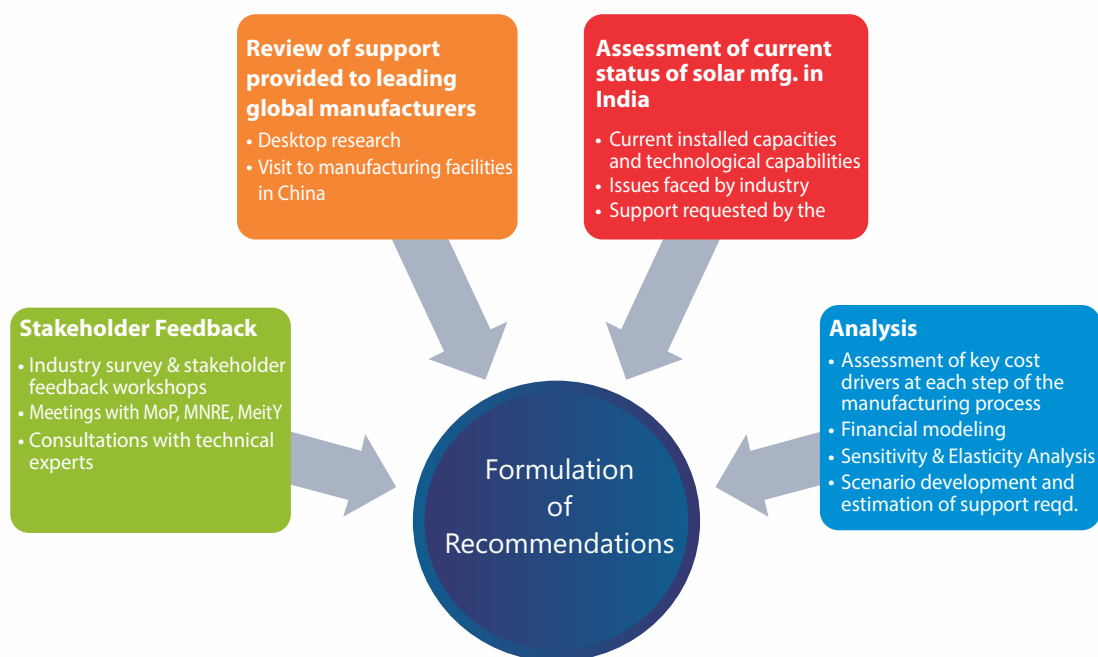 Review of support
provided to leading
global manufacturers
• Desktop research
• Visit to manufacturing facilities
in China
Assessment of current
status of solar mfg. in
India
• Current installed capacities
and technological capabilities
• Issues faced by industry
• Support requested by the
Stakeholder Feedback
• Industry survey & stakeholder
feedback workshops
• Meetings with MoP, MNRE, MeitY
• Consultations with technical
experts
Analysis
• Assessment of key cost
drivers at each step of the
manufacturing process
• Financial modeling
• Sensitivity & Elasticity Analysis
• Scenario development and
estimation of support reqd.
Formulation
of
Recommendations